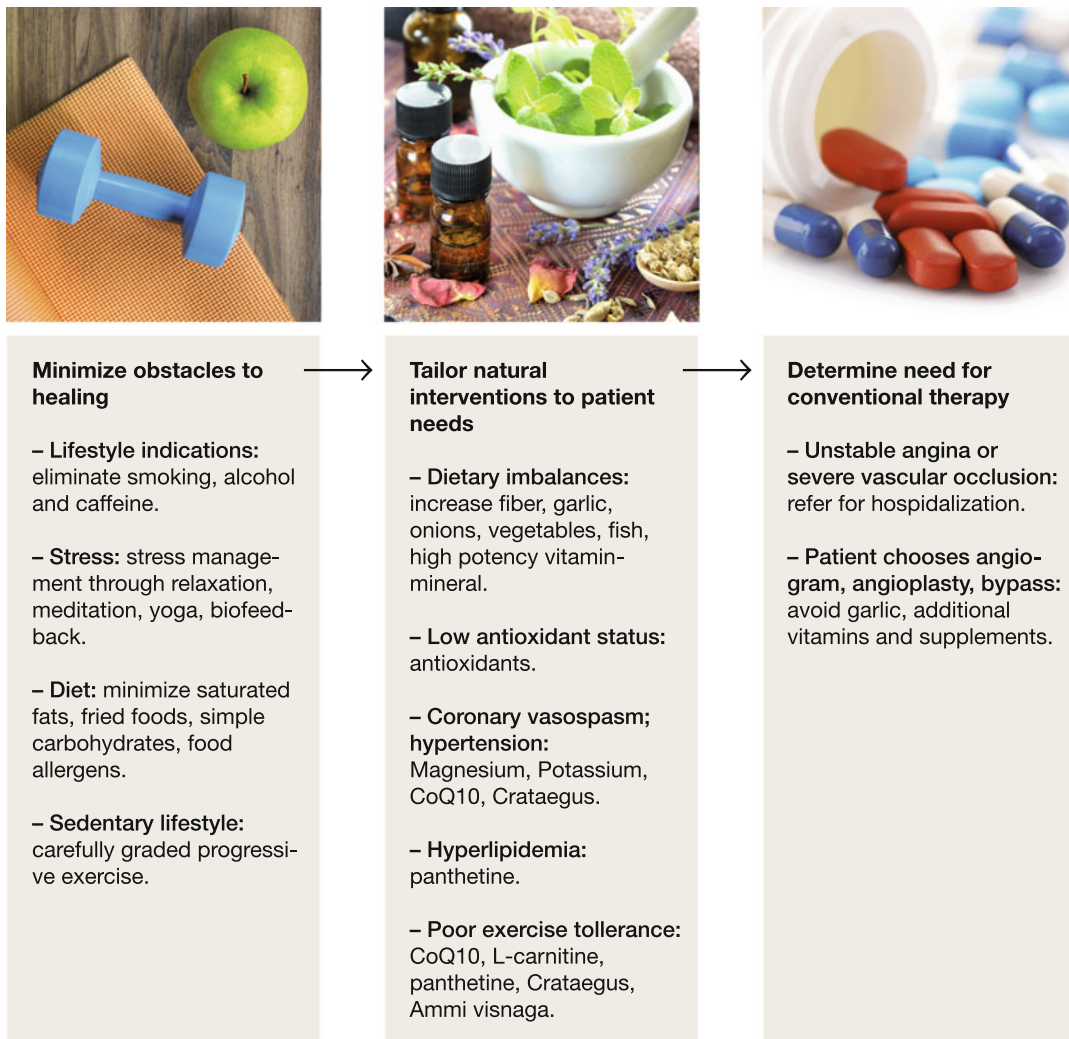 Minimize obstacles to
healing
– Lifestyle indications:
eliminate smoking, alcohol
and caffeine.
– Stress: stress manage-
ment through relaxation,
meditation, yoga, biofeed-
back.
– Diet: minimize saturated
fats, fried foods, simple
carbohydrates, food
allergens.
– Sedentary lifestyle:
carefully graded progressi-
ve exercise.
Tailor natural
interventions to patient
needs
– Dietary imbalances:
increase fiber, garlic,
onions, vegetables, fish,
high potency vitamin-
mineral.
– Low antioxidant status:
antioxidants.
– Coronary vasospasm;
hypertension:
Magnesium, Potassium,
CoQ10, Crataegus.
– Hyperlipidemia:
panthetine.
– Poor exercise tollerance:
CoQ10, L-carnitine,
panthetine, Crataegus,
Ammi visnaga.
Determine need for
conventional therapy
– Unstable angina or
severe vascular occlusion:
refer for hospidalization.
– Patient chooses angio-
gram, angioplasty, bypass:
avoid garlic, additional
vitamins and supplements.